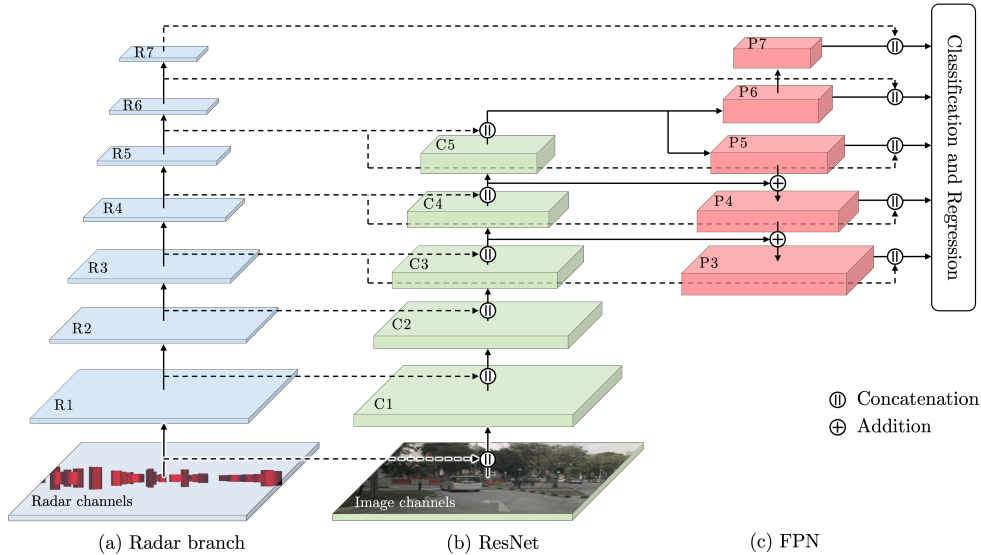 R7
P7
R6
P6
R5
C5
P5
R4
C4
P4
R3
C3
P3
R2
C2
R1
C1
Classification and Regression
Concatenation
Addition
Radar channels
Image channels
(a) Radar branch
(b) ResNet
(c) FPN